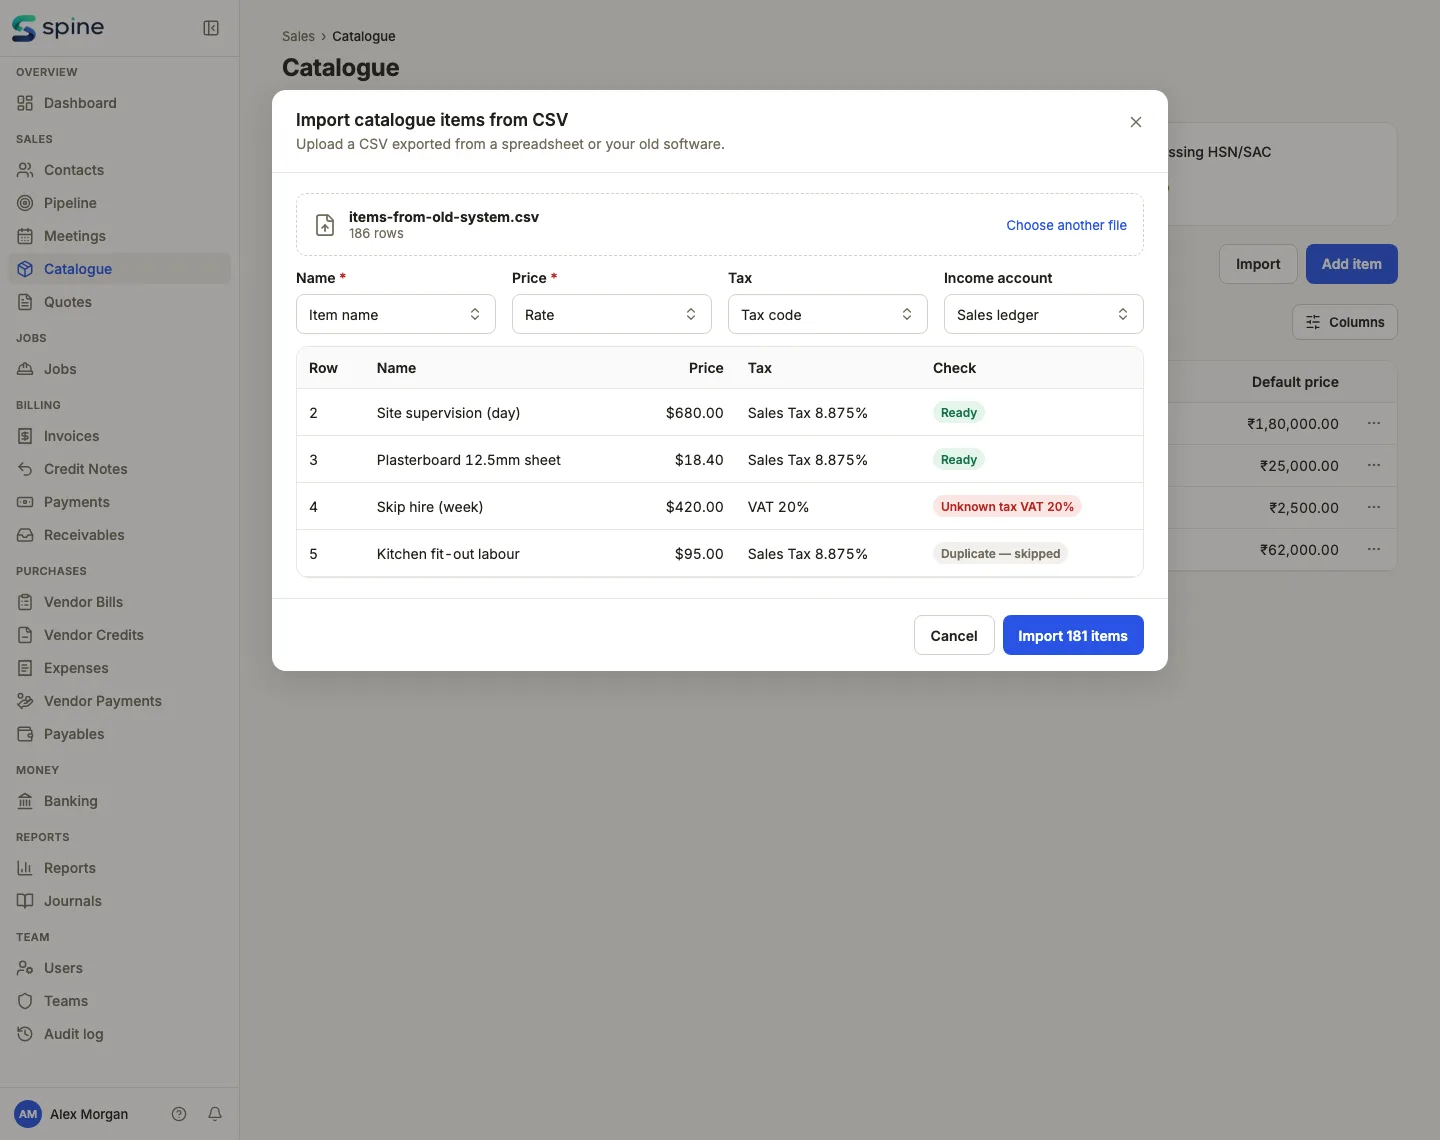 spine
OVERVIEW
Dashboard
SALES
Contacts
Pipeline
Meetings
Catalogue
Quotes
JOBS
Jobs
BILLING
Invoices
Credit Notes
Payments
Receivables
PURCHASES
Vendor Bills
Vendor Credits
Expenses
Vendor Payments
Payables
MONEY
Banking
REPORTS
Reports
Journals
TEAM
Users
Teams
Audit log
AM Alex Morgan
Sales › Catalogue
Catalogue
ssing HSN/SAC
Import Add item
Columns
Default price
₹1,80,000.00
₹25,000.00
₹2,500.00
₹62,000.00
Import catalogue items from CSV
Upload a CSV exported from a spreadsheet or your old software.
items-from-old-system.csv
186 rows
Choose another file
Name * Price * Tax Income account
Item name Rate Tax code Sales ledger
Row Name Price Tax Check
2 Site supervision (day) $680.00 Sales Tax 8.875% Ready
3 Plasterboard 12.5mm sheet $18.40 Sales Tax 8.875% Ready
4 Skip hire (week) $420.00 VAT 20% Unknown tax VAT 20%
5 Kitchen fit-out labour $95.00 Sales Tax 8.875% Duplicate — skipped
Cancel Import 181 items